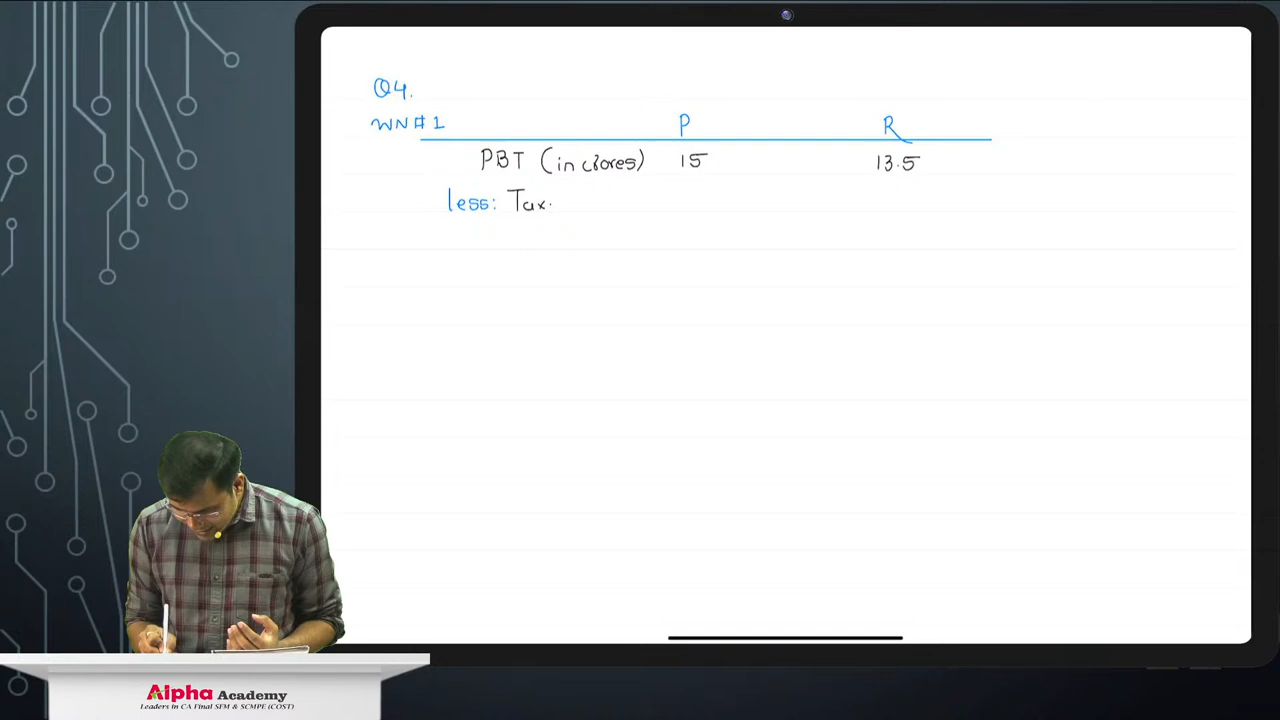 Q4.
WN#1 P R
PBT (in crores) 15 13.5
less: Tax.
Alpha Academy
Leaders in CA Final SFM & SCMPE (COST)